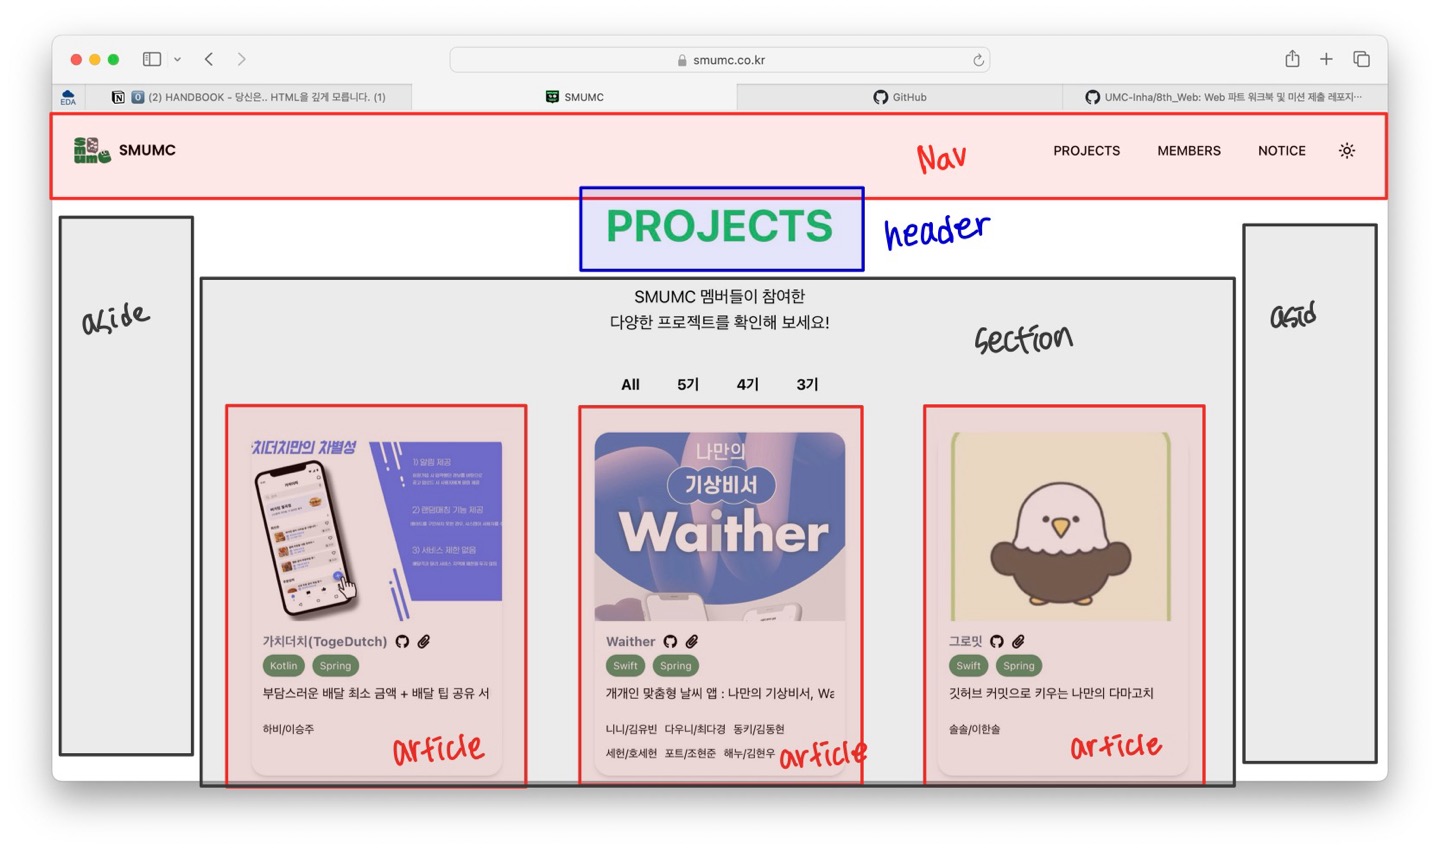 smumc.co.kr
EDA
(2) HANDBOOK - 당신은.. HTML을 깊게 모릅니다. (1)
SMUMC
GitHub
UMC-Inha/8th_Web: Web 파트 워크북 및 미션 제출 레포지…
SMUMC
Nav
PROJECTS
MEMBERS
NOTICE
PROJECTS
header
aside
asid
SMUMC 멤버들이 참여한
다양한 프로젝트를 확인해 보세요!
section
All 5기 4기 3기
치더치만의 차별성
1) 알림 제공
2) 랜덤매칭 기능 제공
3) 서비스 제한 없음
가치더치(TogeDutch)
Kotlin Spring
부담스러운 배달 최소 금액 + 배달 팁 공유 서
하비/이승주
article
나만의
기상비서
Waither
Waither
Swift Spring
개개인 맞춤형 날씨 앱 : 나만의 기상비서, Wa
니니/김유빈 다우니/최다경 동키/김동현
세헌/호세헌 포트/조현준 해누/김현우
article
그로밋
Swift Spring
깃허브 커밋으로 키우는 나만의 다마고치
솔솔/이한솔
article